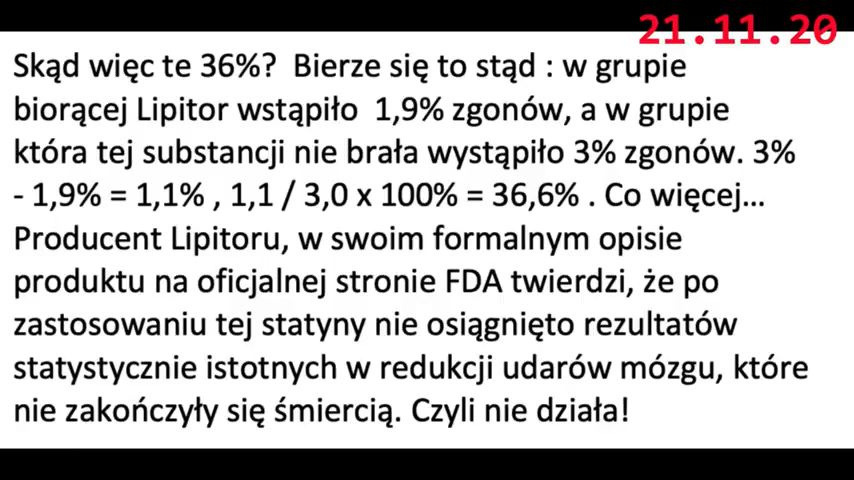 21.11.20
Skąd więc te 36%? Bierze się to stąd : w grupie
biorącej Lipitor wstąpiło 1,9% zgonów, a w grupie
która tej substancji nie brała wystąpiło 3% zgonów. 3%
- 1,9% = 1,1% , 1,1 / 3,0 x 100% = 36,6% . Co więcej...
Producent Lipitoru, w swoim formalnym opisie
produktu na oficjalnej stronie FDA twierdzi, że po
zastosowaniu tej statyny nie osiągnięto rezultatów
statystycznie istotnych w redukcji udarów mózgu, które
nie zakończyły się śmiercią. Czyli nie działa!